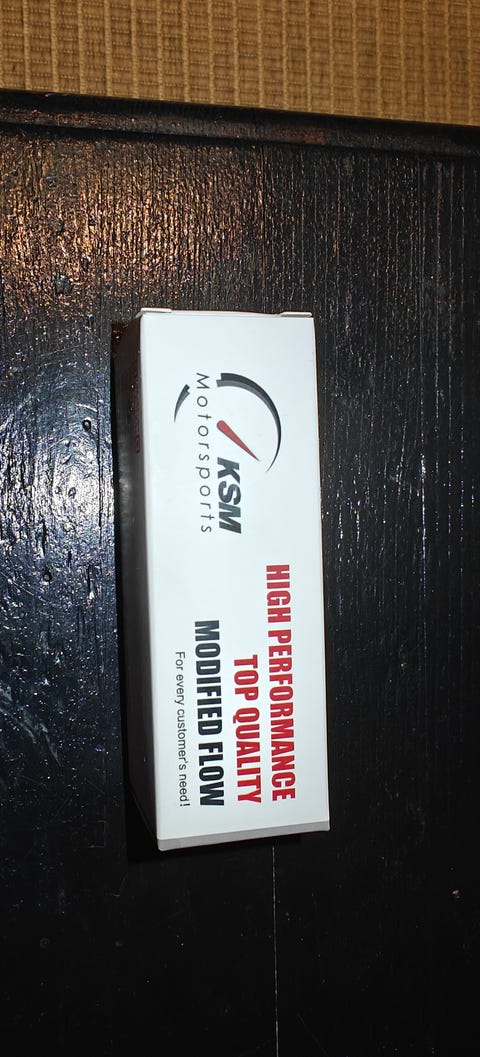 KSM
Motorsports
HIGH PERFORMANCE
TOP QUALITY
MODIFIED FLOW
For every customer's need!